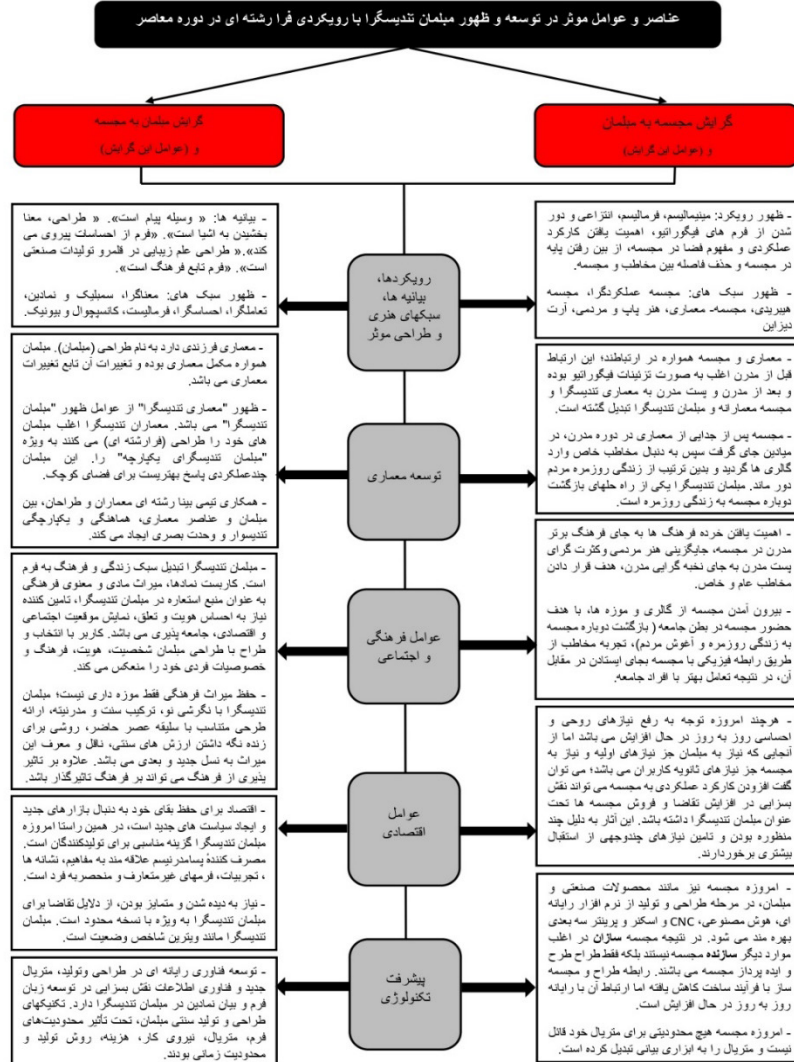 عناصر و عوامل موثر در توسعه و ظهور مبلمان تندیسگرا با رویکردی فرا رشته ای در دوره معاصر
گرایش مجسمه به مبلمان
و (عوامل این گرایش)
گرایش مبلمان به مجسمه
و (عوامل این گرایش)
رویکردها،
بیانیه ها،
سبکهای هنری
و طراحی موثر
- ظهور رویکرد: مینیمالیسم، فرمالیسم، انتزاعی و دور
شدن از فرم های فیگوراتیو، اهمیت یافتن کارکرد
عملکردی و مفهوم فضا در مجسمه، از بین رفتن پایه
در مجسمه و حذف فاصله بین مخاطب و مجسمه.
- ظهور سبک های: مجسمه عملکردگرا، مجسمه
هیبریدی، مجسمه- معماری، هنر پاپ و مردمی، آرت
دیزاین
- بیانیه ها: « وسیله پیام است». « طراحی، معنا
بخشیدن به اشیا است». «فرم از احساسات پیروی می
کند».« طراحی علم زیبایی در قلمرو تولیدات صنعتی
است». «فرم تابع فرهنگ است».
- ظهور سبک های: معناگرا، سمبلیک و نمادین،
تعاملگرا، احساسگرا، فرمالیست، کانسپچوال و بیونیک.
توسعه معماری
- معماری و مجسمه همواره در ارتباطند؛ این ارتباط
قبل از مدرن اغلب به صورت تزئینات فیگوراتیو بوده
و بعد از مدرن و پست مدرن به معماری تندیسگرا و
مجسمه معمارانه و مبلمان تندیسگرا تبدیل گشته است.
- مجسمه پس از جدایی از معماری در دوره مدرن، در
میادین جای گرفت سپس به دنبال مخاطب خاص وارد
گالری ها گردید و بدین ترتیب از زندگی روزمره مردم
دور ماند. مبلمان تندیسگرا یکی از راه حلهای بازگشت
دوباره مجسمه به زندگی روزمره است.
- معماری فرزندی دارد به نام طراحی (مبلمان). مبلمان
همواره مکمل معماری بوده و تغییرات آن تابع تغییرات
معماری می باشد.
- ظهور "معماری تندیسگرا" از عوامل ظهور "مبلمان
تندیسگرا" می باشد. معماران تندیسگرا اغلب مبلمان
های خود را طراحی (فرارشته ای) می کنند به ویژه
"مبلمان تندیسگرای یکپارچه" را. این مبلمان
چندعملکردی پاسخ بهتریست برای فضای کوچک.
- همکاری تیمی بینا رشته ای معماران و طراحان، بین
مبلمان و عناصر معماری، هماهنگی و یکپارچگی
تندیسوار و وحدت بصری ایجاد می کند.
عوامل فرهنگی
و اجتماعی
- اهمیت یافتن خرده فرهنگ ها به جای فرهنگ برتر
مدرن در مجسمه، جایگزینی هنر مردمی وکثرت گرای
پست مدرن به جای نخبه گرایی مدرن، هدف قرار دادن
مخاطب عام و خاص.
- بیرون آمدن مجسمه از گالری و موزه ها، با هدف
حضور مجسمه در بطن جامعه ( بازگشت دوباره مجسمه
به زندگی روزمره و آغوش مردم)، تجربه مخاطب از
طریق رابطه فیزیکی با مجسمه بجای ایستادن در مقابل
آن، در نتیجه تعامل بهتر با افراد جامعه.
- مبلمان تندیسگرا تبدیل سبک زندگی و فرهنگ به فرم
است. کاربست نمادها، میراث مادی و معنوی فرهنگی
به عنوان منبع استعاره در مبلمان تندیسگرا، تامین کننده
نیاز به احساس هویت و تعلق، نمایش موقعیت اجتماعی
و اقتصادی، جامعه پذیری می باشد. کاربر با انتخاب و
طراح با طراحی مبلمان شخصیت، هویت، فرهنگ و
خصوصیات فردی خود را منعکس می کند.
- حفظ میراث فرهنگی فقط موزه داری نیست؛ مبلمان
تندیسگرا با نگرشی نو، ترکیب سنت و مدرنیته، ارائه
طرحی متناسب با سلیقه عصر حاضر، روشی برای
زنده نگه داشتن ارزش های سنتی، ناقل و معرف این
میراث به نسل جدید و بعدی می باشد. علاوه بر تاثیر
پذیری از فرهنگ می تواند بر فرهنگ تاثیرگذار باشد.
عوامل
اقتصادی
- هرچند امروزه توجه به رفع نیازهای روحی و
احساسی روز به روز در حال افزایش می باشد اما از
آنجایی که نیاز به مبلمان جز نیازهای اولیه و نیاز به
مجسمه جز نیازهای ثانویه کاربران می باشد؛ می توان
گفت افزودن کارکرد عملکردی به مجسمه می تواند نقش
بسزایی در افزایش تقاضا و فروش مجسمه ها تحت
عنوان مبلمان تندیسگرا داشته باشد. این آثار به دلیل چند
منظوره بودن و تامین نیازهای چندوجهی از استقبال
بیشتری برخوردارند.
- اقتصاد برای حفظ بقای خود به دنبال بازارهای جدید
و ایجاد سیاست های جدید است، در همین راستا امروزه
مبلمان تندیسگرا گزینه مناسبی برای تولیدکنندگان است.
مصرف کنندهٔ پسامدرنیسم علاقه مند به مفاهیم، نشانه ها
، تجربیات، فرمهای غیرمتعارف و منحصربه فرد است.
- نیاز به دیده شدن و متمایز بودن، از دلایل تقاضا برای
مبلمان تندیسگرا به ویژه با نسخه محدود است. مبلمان
تندیسگرا مانند ویترین شاخص وضعیت است.
پیشرفت
تکنولوژی
- امروزه مجسمه نیز مانند محصولات صنعتی و
مبلمان، در مرحله طراحی و تولید از نرم افزار رایانه
ای، هوش مصنوعی، CNC و اسکنر و پرینتر سه بعدی
بهره مند می شود. در نتیجه مجسمه سازان در اغلب
موارد دیگر سازنده مجسمه نیستند بلکه فقط طراح طرح
و ایده پرداز مجسمه می باشند. رابطه طراح و مجسمه
ساز با فرآیند ساخت کاهش یافته اما ارتباط آن با رایانه
روز به روز در حال افزایش است.
- امروزه مجسمه هیچ محدودیتی برای متریال خود قائل
نیست و متریال را به ابزاری بیانی تبدیل کرده است.
- توسعه فناوری رایانه ای در طراحی وتولید، متریال
جدید و فناوری اطلاعات نقش بسزایی در توسعه زبان
فرم و بیان نمادین در مبلمان تندیسگرا دارد. تکنیکهای
طراحی و تولید سنتی مبلمان، تحت تأثیر محدودیت‌های
فرم، متریال، نیروی کار، هزینه، روش تولید و
محدودیت زمانی بودند.